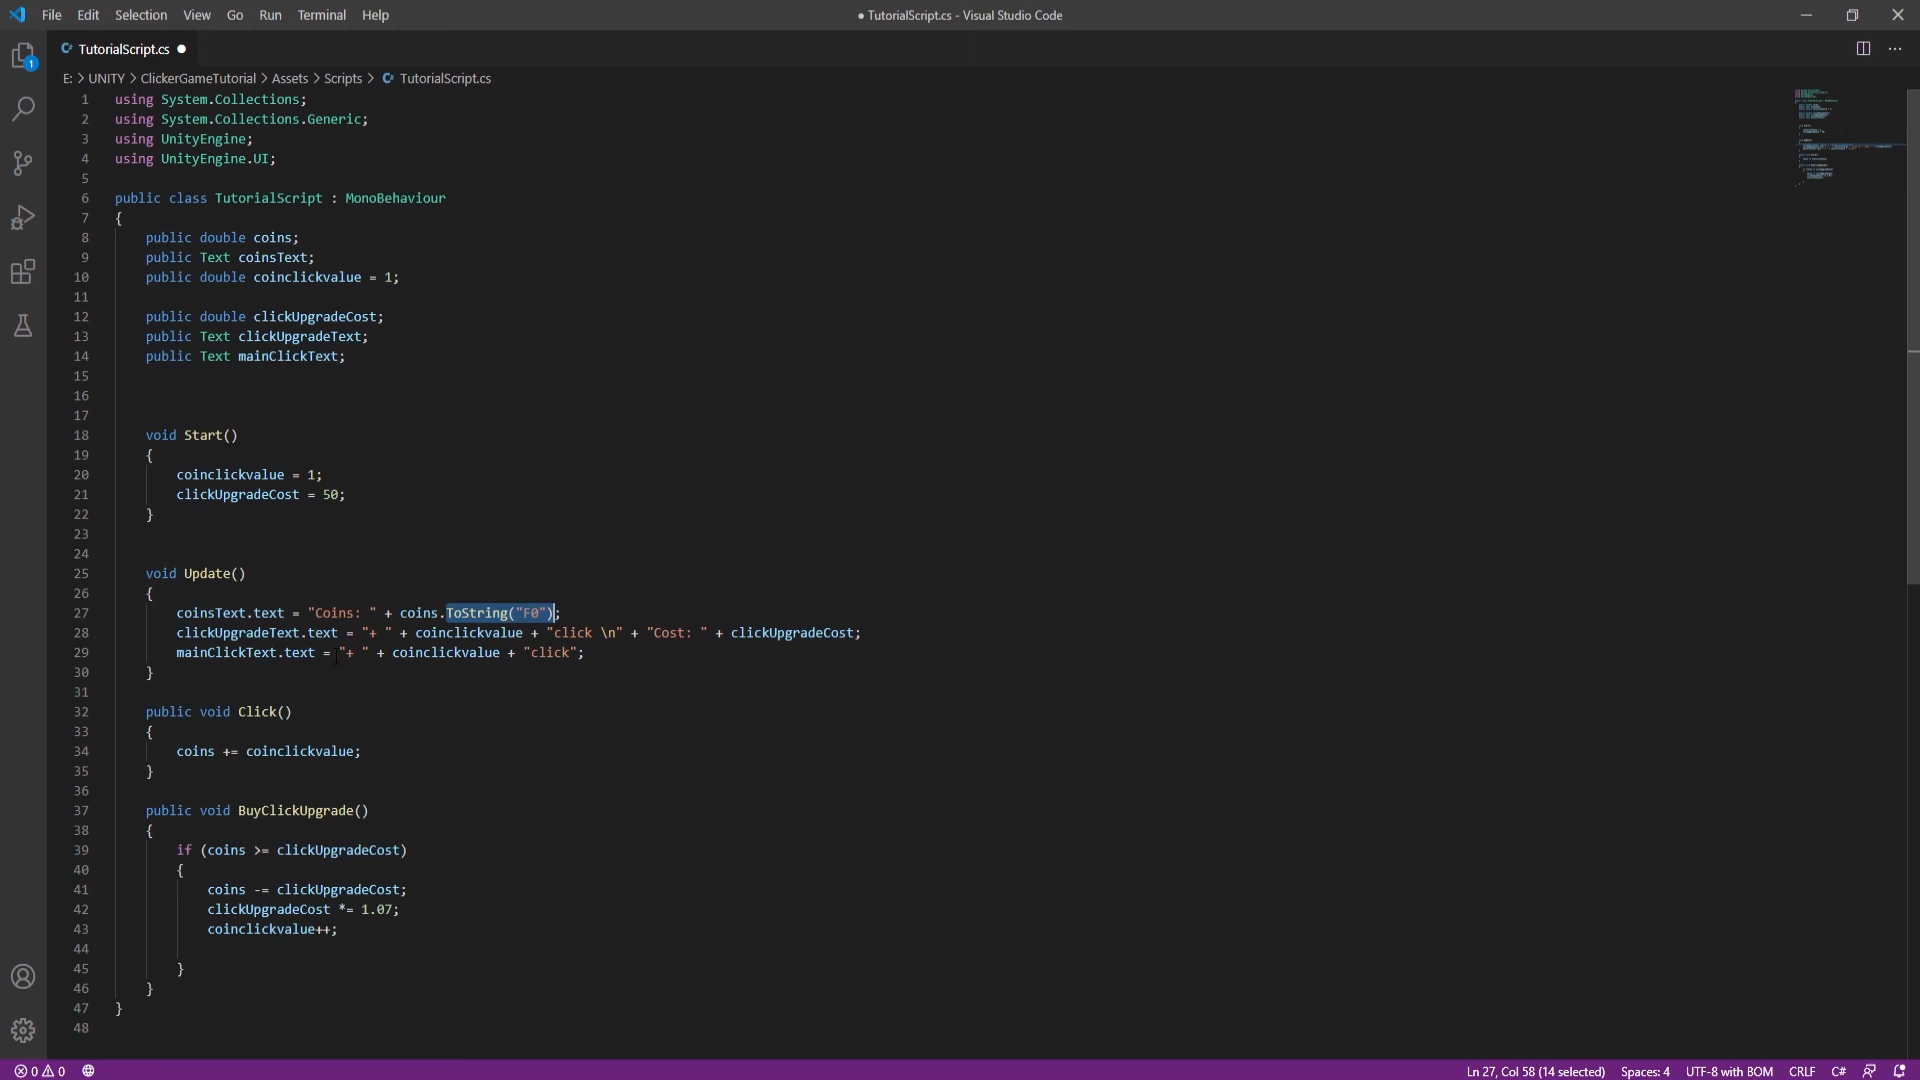 File Edit Selection View Go Run Terminal Help
● TutorialScript.cs - Visual Studio Code
TutorialScript.cs ●
1
E: > UNITY > ClickerGameTutorial > Assets > Scripts > TutorialScript.cs
1 using System.Collections;
2 using System.Collections.Generic;
3 using UnityEngine;
4 using UnityEngine.UI;
5
6 public class TutorialScript : MonoBehaviour
7 {
8 public double coins;
9 public Text coinsText;
10 public double coinclickvalue = 1;
11
12 public double clickUpgradeCost;
13 public Text clickUpgradeText;
14 public Text mainClickText;
15
16
17
18 void Start()
19 {
20 coinclickvalue = 1;
21 clickUpgradeCost = 50;
22 }
23
24
25 void Update()
26 {
27 coinsText.text = "Coins: " + coins.ToString("F0");
28 clickUpgradeText.text = "+ " + coinclickvalue + "click \n" + "Cost: " + clickUpgradeCost;
29 mainClickText.text = "+ " + coinclickvalue + "click";
30 }
31
32 public void Click()
33 {
34 coins += coinclickvalue;
35 }
36
37 public void BuyClickUpgrade()
38 {
39 if (coins >= clickUpgradeCost)
40 {
41 coins -= clickUpgradeCost;
42 clickUpgradeCost *= 1.07;
43 coinclickvalue++;
44
45 }
46 }
47 }
48
0 0 Ln 27, Col 58 (14 selected) Spaces: 4 UTF-8 with BOM CRLF C#